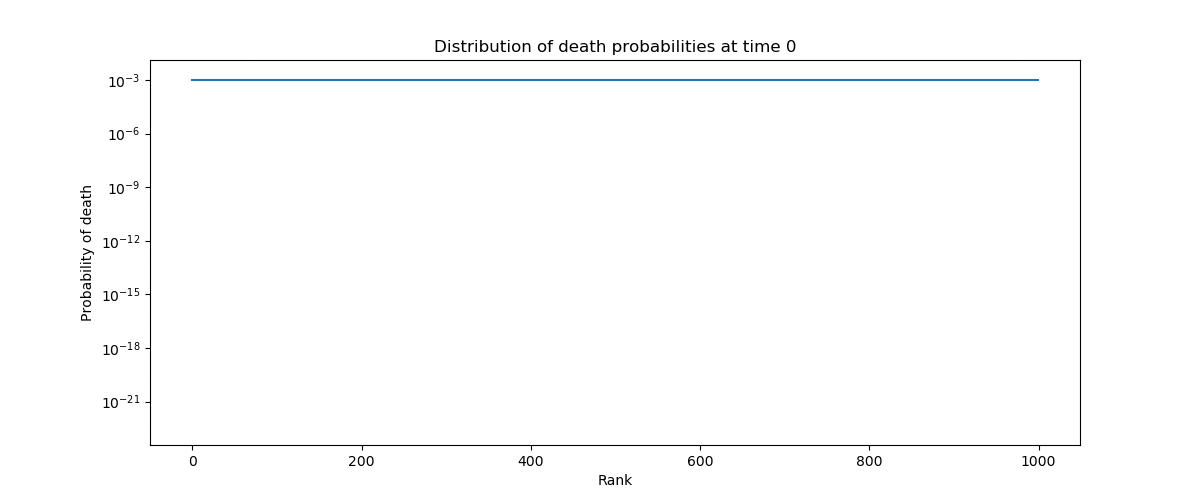 Distribution of death probabilities at time 0
Probability of death
10⁻³
10⁻⁶
10⁻⁹
10⁻¹²
10⁻¹⁵
10⁻¹⁸
10⁻²¹
0 200 400 600 800 1000
Rank